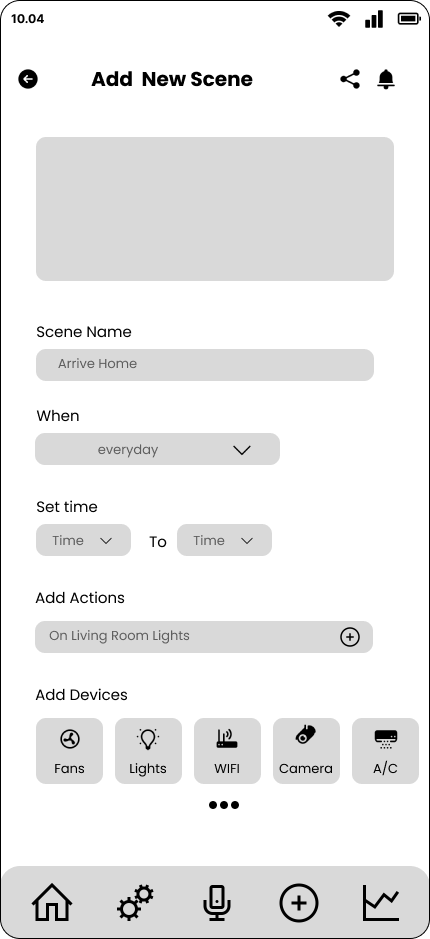 10.04
Add New Scene
Scene Name
Arrive Home
When
everyday
Set time
Time To Time
Add Actions
On Living Room Lights
Add Devices
Fans Lights WIFI Camera A/C